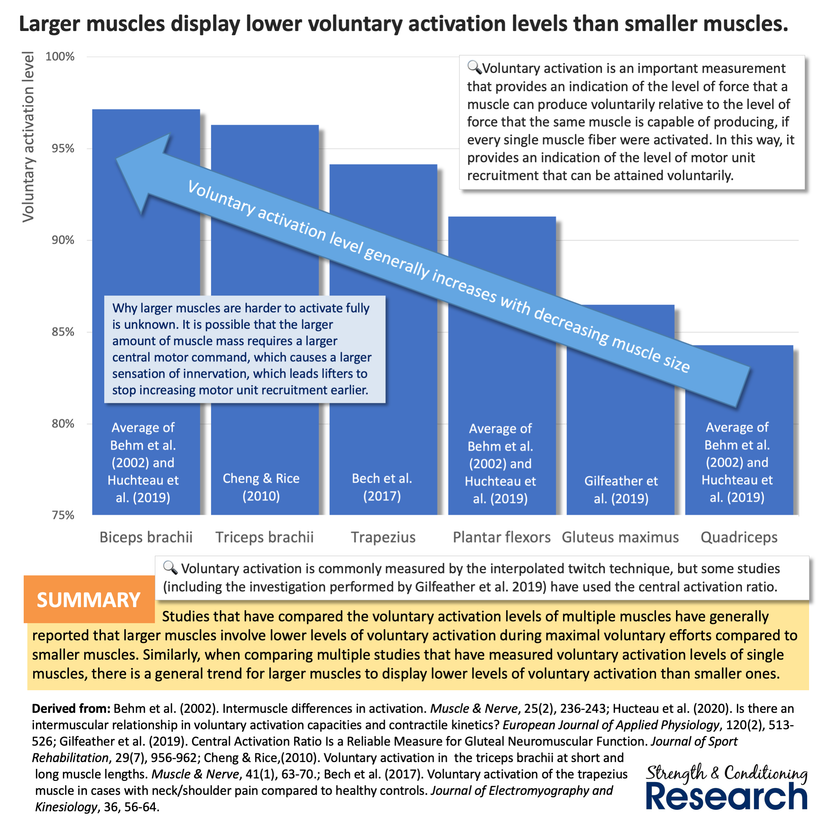 Larger muscles display lower voluntary activation levels than smaller muscles.
Voluntary activation level
100%
95%
90%
85%
80%
75%
Voluntary activation is an important measurement
that provides an indication of the level of force that a
muscle can produce voluntarily relative to the level of
force that the same muscle is capable of producing, if
every single muscle fiber were activated. In this way, it
provides an indication of the level of motor unit
recruitment that can be attained voluntarily.
Voluntary activation level generally increases with decreasing muscle size
Why larger muscles are harder to activate fully
is unknown. It is possible that the larger
amount of muscle mass requires a larger
central motor command, which causes a larger
sensation of innervation, which leads lifters to
stop increasing motor unit recruitment earlier.
Average of
Behm et al.
(2002) and
Huchteau et
al. (2019)
Cheng & Rice
(2010)
Bech et al.
(2017)
Average of
Behm et al.
(2002) and
Huchteau et
al. (2019)
Gilfeather et
al. (2019)
Average of
Behm et al.
(2002) and
Huchteau et
al. (2019)
Biceps brachii
Triceps brachii
Trapezius
Plantar flexors
Gluteus maximus
Quadriceps
Voluntary activation is commonly measured by the interpolated twitch technique, but some studies
(including the investigation performed by Gilfeather et al. 2019) have used the central activation ratio.
SUMMARY
Studies that have compared the voluntary activation levels of multiple muscles have generally
reported that larger muscles involve lower levels of voluntary activation during maximal voluntary efforts compared to
smaller muscles. Similarly, when comparing multiple studies that have measured voluntary activation levels of single
muscles, there is a general trend for larger muscles to display lower levels of voluntary activation than smaller ones.
Derived from: Behm et al. (2002). Intermuscle differences in activation. Muscle & Nerve, 25(2), 236-243; Hucteau et al. (2020). Is there an
intermuscular relationship in voluntary activation capacities and contractile kinetics? European Journal of Applied Physiology, 120(2), 513-
526; Gilfeather et al. (2019). Central Activation Ratio Is a Reliable Measure for Gluteal Neuromuscular Function. Journal of Sport
Rehabilitation, 29(7), 956-962; Cheng & Rice,(2010). Voluntary activation in the triceps brachii at short and
long muscle lengths. Muscle & Nerve, 41(1), 63-70.; Bech et al. (2017). Voluntary activation of the trapezius
muscle in cases with neck/shoulder pain compared to healthy controls. Journal of Electromyography and
Kinesiology, 36, 56-64.
Strength & Conditioning
Research